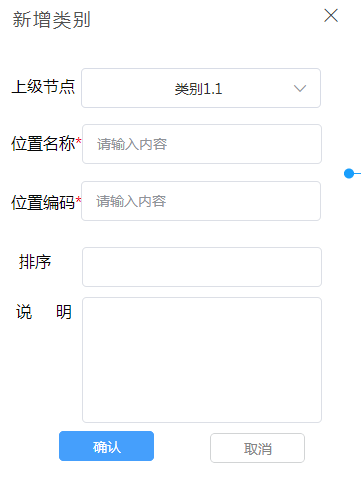 新增类别
上级节点 类别1.1
位置名称* 请输入内容
位置编码* 请输入内容
排序
说 明
确认 取消